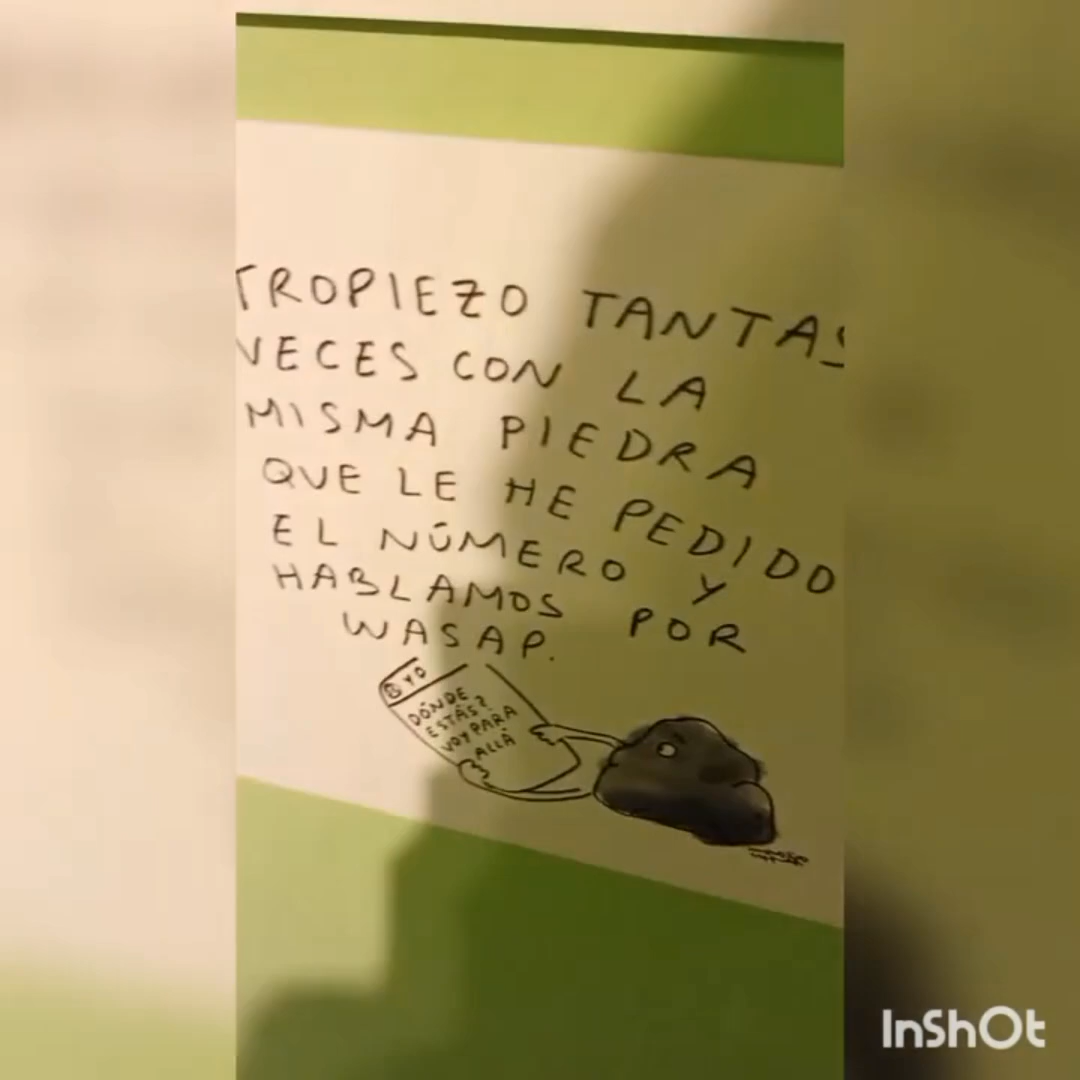 TROPIEZO TANTAS
VECES CON LA
MISMA PIEDRA
QUE LE HE PEDIDO
EL NÚMERO Y
HABLAMOS POR
WASAP.
YO
DÓNDE
ESTÁS?
VOY PARA
ALLÁ
InShOt